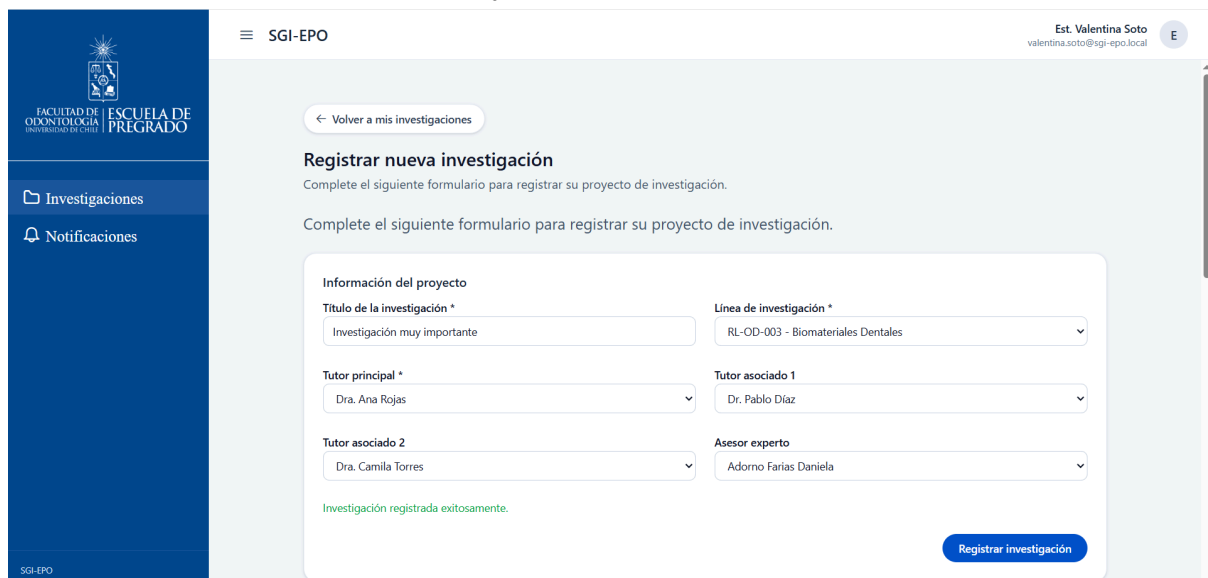 SGI-EPO
Est. Valentina Soto
valentina.soto@sgi-epo.local
E
FACULTAD DE
ODONTOLOGÍA
UNIVERSIDAD DE CHILE
ESCUELA DE
PREGRADO
Investigaciones
Notificaciones
SGI-EPO
← Volver a mis investigaciones
Registrar nueva investigación
Complete el siguiente formulario para registrar su proyecto de investigación.
Complete el siguiente formulario para registrar su proyecto de investigación.
Información del proyecto
Título de la investigación *
Investigación muy importante
Línea de investigación *
RL-OD-003 - Biomateriales Dentales
Tutor principal *
Dra. Ana Rojas
Tutor asociado 1
Dr. Pablo Díaz
Tutor asociado 2
Dra. Camila Torres
Asesor experto
Adorno Farias Daniela
Investigación registrada exitosamente.
Registrar investigación